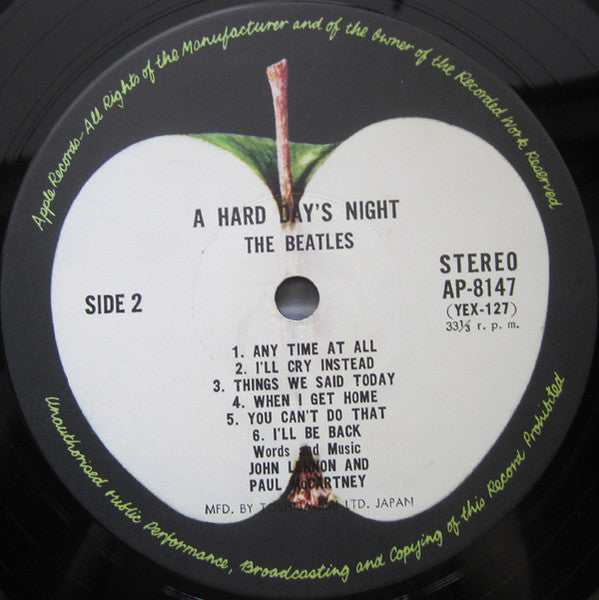 Apple Records-All Rights of the Manufacturer and of the Owner of the Recorded Work Reserved
A HARD DAY'S NIGHT
THE BEATLES
SIDE 2
STEREO
AP-8147
(YEX-127)
33⅓ r. p. m.
1. ANY TIME AT ALL
2. I'LL CRY INSTEAD
3. THINGS WE SAID TODAY
4. WHEN I GET HOME
5. YOU CAN'T DO THAT
6. I'LL BE BACK
Words and Music
JOHN LENNON AND
PAUL McCARTNEY
MFD. BY LTD. JAPAN
Unauthorised Public Performance, Broadcasting and Copying of this Record Prohibited